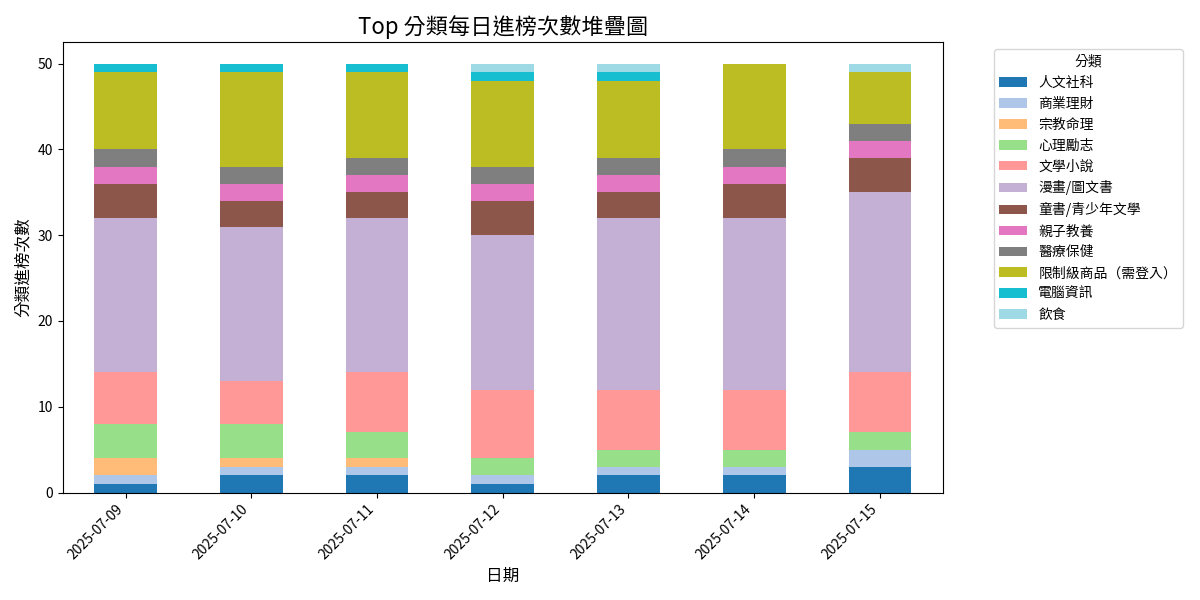 Top 分類每日進榜次數堆疊圖
分類進榜次數
50
40
30
20
10
0
2025-07-09
2025-07-10
2025-07-11
2025-07-12
2025-07-13
2025-07-14
2025-07-15
日期
分類
人文社科
商業理財
宗教命理
心理勵志
文學小說
漫畫/圖文書
童書/青少年文學
親子教養
醫療保健
限制級商品（需登入）
電腦資訊
飲食